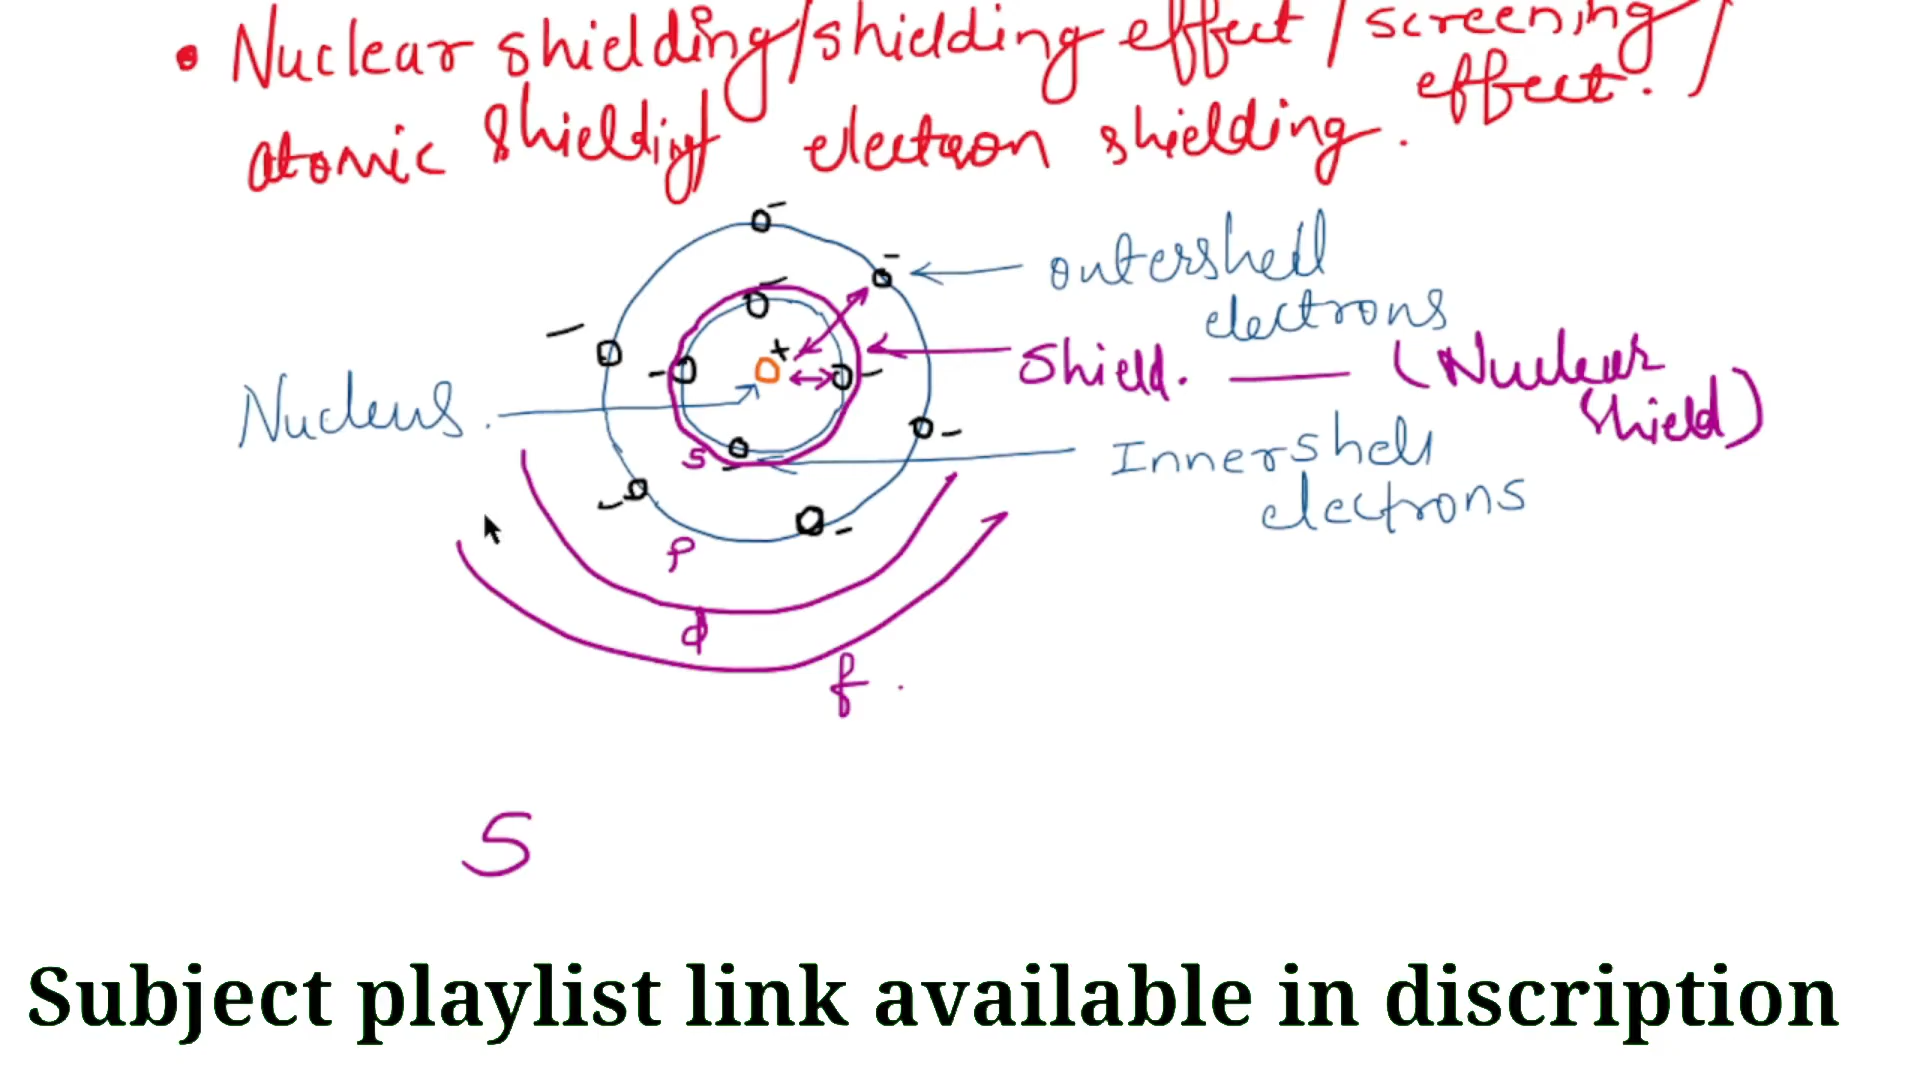 • Nuclear shielding/shielding effect / screening effect. /
atomic shielding electron shielding.
outershell
electrons
Shield. — (Nuclear
shield)
Nucleus.
Innershell
electrons
s
p
d
f.
S
Subject playlist link available in discription